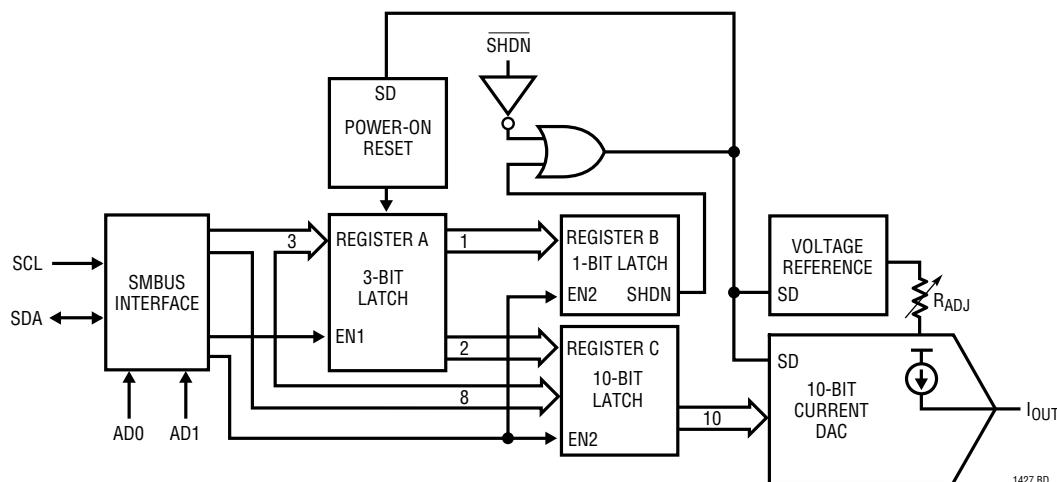 SHDN
SD
POWER-ON
RESET
3
REGISTER A
3-BIT
LATCH
EN1
1
2
REGISTER B
1-BIT LATCH
EN2
SHDN
VOLTAGE
REFERENCE
SD
RADJ
SCL
SDA
SMBUS
INTERFACE
AD0
AD1
8
REGISTER C
10-BIT
LATCH
EN2
10
SD
10-BIT
CURRENT
DAC
IOUT
1427 BD